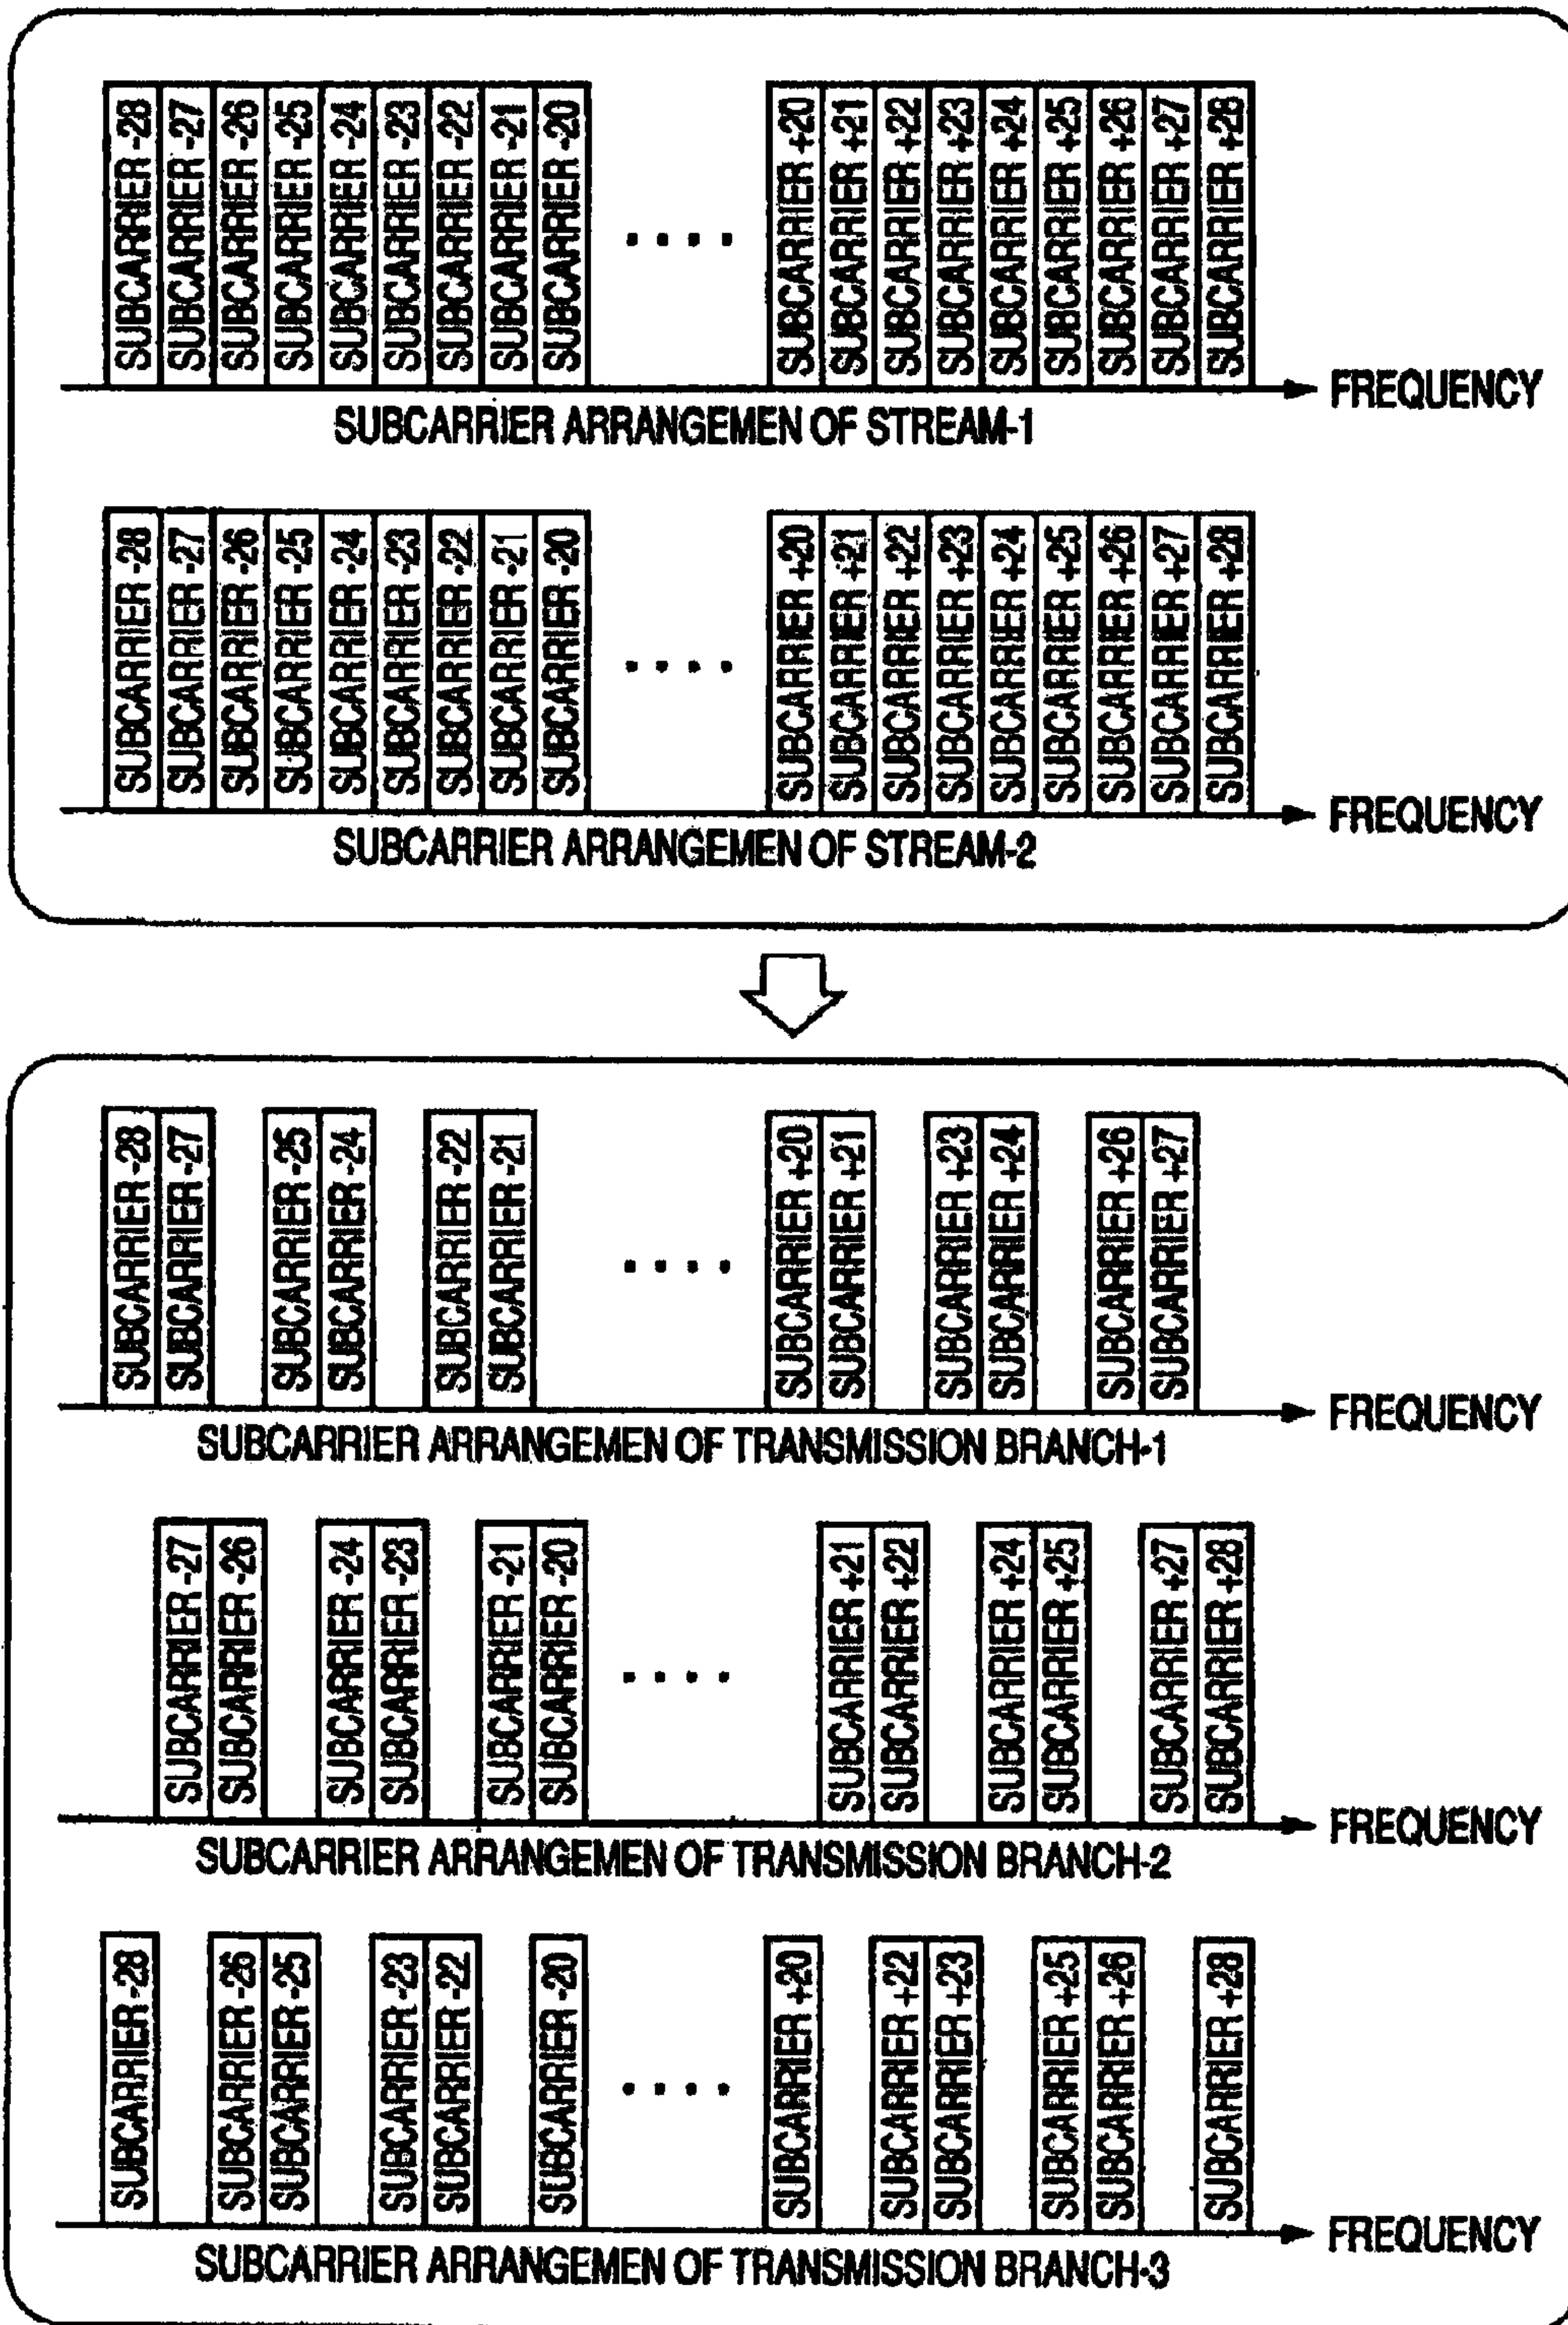 SUBCARRIER -28
SUBCARRIER -27
SUBCARRIER -26
SUBCARRIER -25
SUBCARRIER -24
SUBCARRIER -23
SUBCARRIER -22
SUBCARRIER -21
SUBCARRIER -20
SUBCARRIER +20
SUBCARRIER +21
SUBCARRIER +22
SUBCARRIER +23
SUBCARRIER +24
SUBCARRIER +25
SUBCARRIER +26
SUBCARRIER +27
SUBCARRIER +28
FREQUENCY
SUBCARRIER ARRANGEMEN OF STREAM-1
SUBCARRIER -28
SUBCARRIER -27
SUBCARRIER -26
SUBCARRIER -25
SUBCARRIER -24
SUBCARRIER -23
SUBCARRIER -22
SUBCARRIER -21
SUBCARRIER -20
SUBCARRIER +20
SUBCARRIER +21
SUBCARRIER +22
SUBCARRIER +23
SUBCARRIER +24
SUBCARRIER +25
SUBCARRIER +26
SUBCARRIER +27
SUBCARRIER +28
FREQUENCY
SUBCARRIER ARRANGEMEN OF STREAM-2
SUBCARRIER -28
SUBCARRIER -27
SUBCARRIER -25
SUBCARRIER -24
SUBCARRIER -22
SUBCARRIER -21
SUBCARRIER +20
SUBCARRIER +21
SUBCARRIER +23
SUBCARRIER +24
SUBCARRIER +26
SUBCARRIER +27
FREQUENCY
SUBCARRIER ARRANGEMEN OF TRANSMISSION BRANCH-1
SUBCARRIER -27
SUBCARRIER -26
SUBCARRIER -24
SUBCARRIER -23
SUBCARRIER -21
SUBCARRIER -20
SUBCARRIER +21
SUBCARRIER +22
SUBCARRIER +24
SUBCARRIER +25
SUBCARRIER +27
SUBCARRIER +28
FREQUENCY
SUBCARRIER ARRANGEMEN OF TRANSMISSION BRANCH-2
SUBCARRIER -28
SUBCARRIER -26
SUBCARRIER -25
SUBCARRIER -23
SUBCARRIER -22
SUBCARRIER -20
SUBCARRIER +20
SUBCARRIER +22
SUBCARRIER +23
SUBCARRIER +25
SUBCARRIER +26
SUBCARRIER +28
FREQUENCY
SUBCARRIER ARRANGEMEN OF TRANSMISSION BRANCH-3